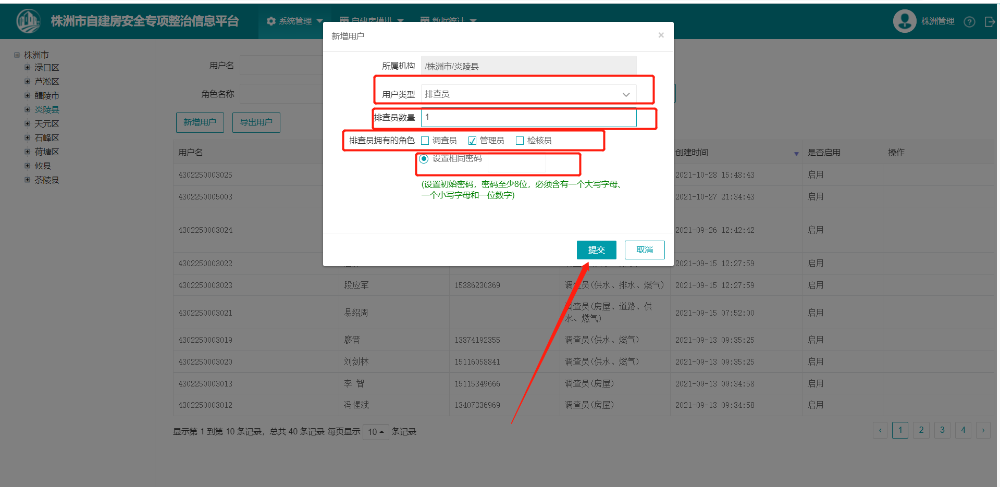 株洲市自建房安全专项整治信息平台
系统管理
自建房摸排
数据统计
株洲管理
株洲市
渌口区
芦淞区
醴陵市
炎陵县
天元区
石峰区
荷塘区
攸县
茶陵县
用户名
角色名称
新增用户
导出用户
新增用户
×
所属机构 /株洲市/炎陵县
用户类型 排查员
排查员数量 1
排查员拥有的角色 调查员 管理员 检核员
设置相同密码
(设置初始密码，密码至少8位，必须含有一个大写字母、
一个小写字母和一位数字)
提交 取消
用户名 创建时间 是否启用 操作
4302250003025 2021-10-28 15:48:43 启用
4302250005003 2021-10-27 21:34:43 启用
4302250003024 2021-09-26 12:42:42 启用
4302250003022 2021-09-15 12:27:59 启用
4302250003023 段应军 15386230369 调查员(供水、排水、燃气) 2021-09-15 12:27:59 启用
4302250003021 易绍周 调查员(房屋、道路、供
水、燃气) 2021-09-15 07:52:00 启用
4302250003019 廖晋 13874192355 调查员(供水、燃气) 2021-09-13 09:35:25 启用
4302250003020 刘剑林 15116058841 调查员(供水、燃气) 2021-09-13 09:35:25 启用
4302250003013 李 智 15115349666 调查员(房屋) 2021-09-13 09:34:58 启用
4302250003012 冯惺斌 13407336969 调查员(房屋) 2021-09-13 09:34:58 启用
显示第 1 到第 10 条记录，总共 40 条记录 每页显示 10 条记录
‹ 1 2 3 4 ›